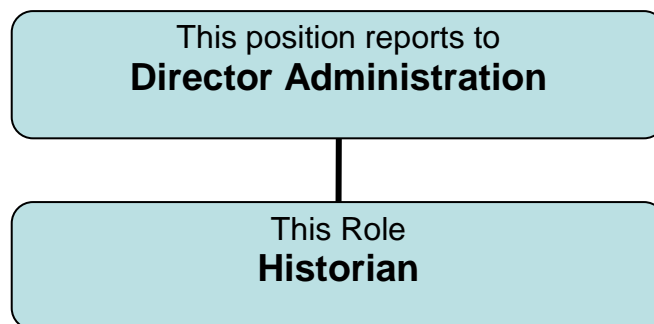 This position reports to
Director Administration
This Role
Historian